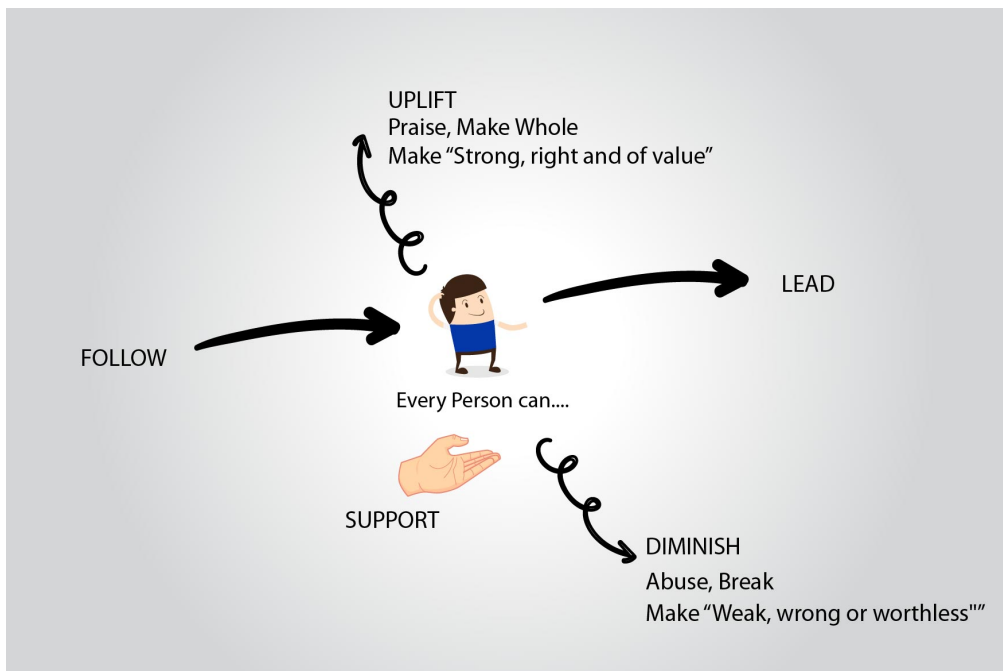 UPLIFT
Praise, Make Whole
Make “Strong, right and of value”
LEAD
FOLLOW
Every Person can....
SUPPORT
DIMINISH
Abuse, Break
Make “Weak, wrong or worthless"”